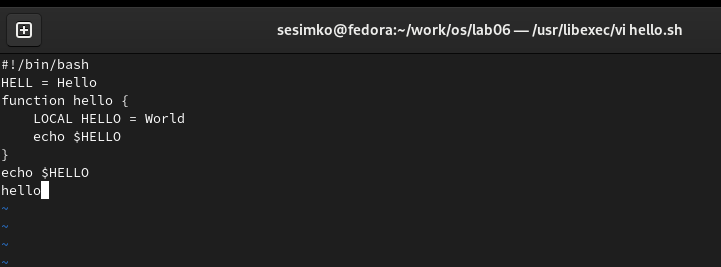 sesimko@fedora:~/work/os/lab06 — /usr/libexec/vi hello.sh
#!/bin/bash
HELL = Hello
function hello {
    LOCAL HELLO = World
    echo $HELLO
}
echo $HELLO
hello
~
~
~
~